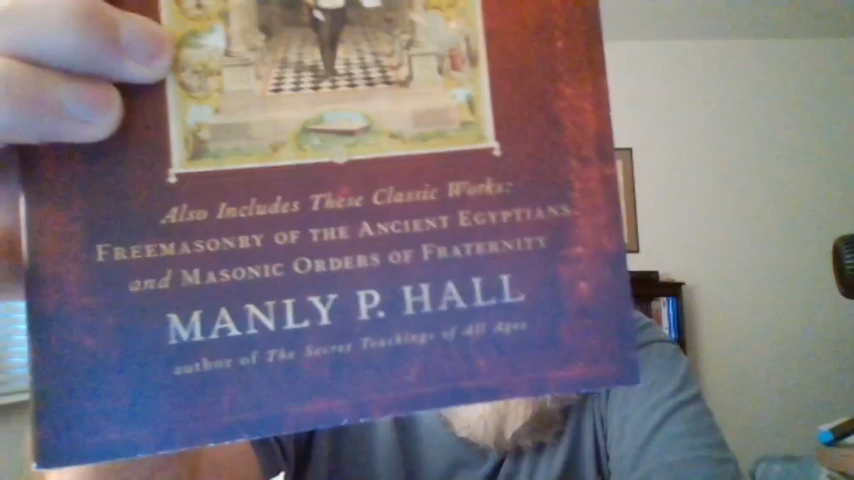 Also Includes These Classic Works:
FREEMASONRY OF THE ANCIENT EGYPTIANS
and MASONIC ORDERS OF FRATERNITY
MANLY P. HALL
author of The Secret Teachings of All Ages